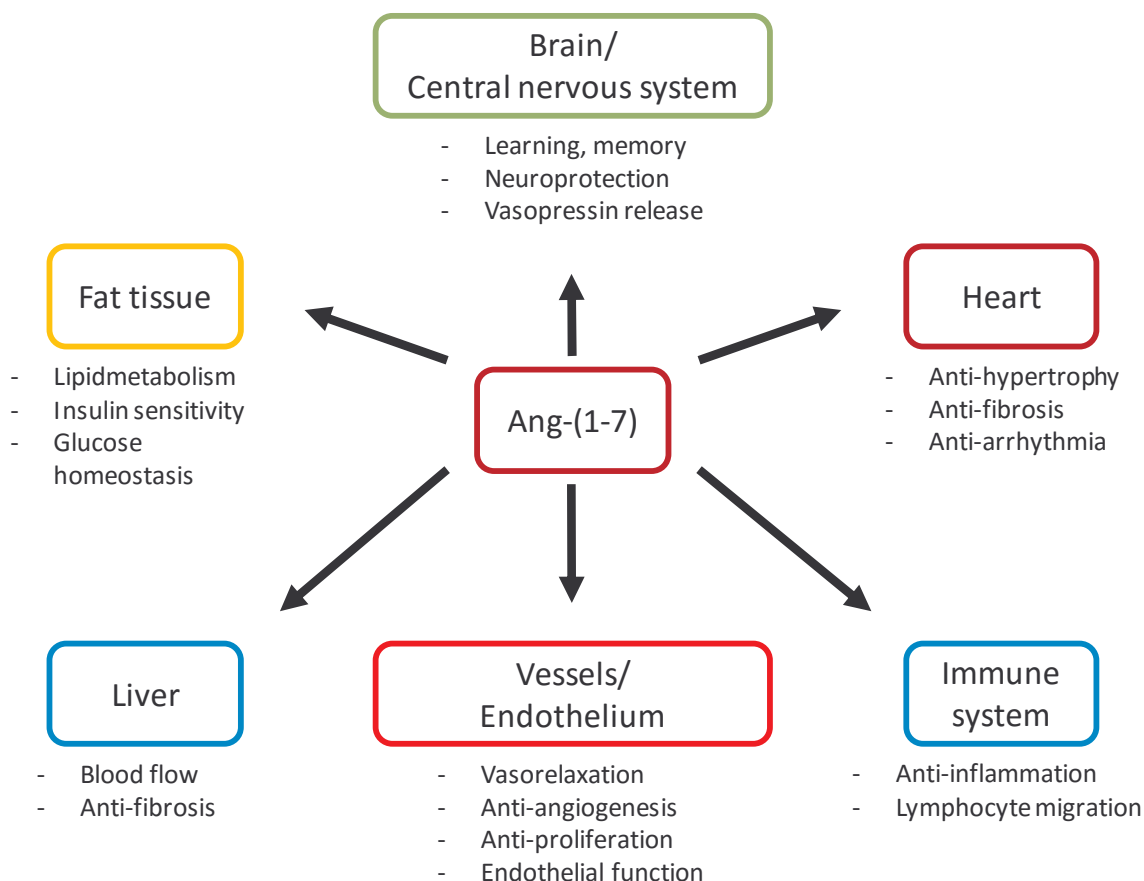 Brain/
Central nervous system
- Learning, memory
- Neuroprotection
- Vasopressin release
Fat tissue
- Lipidmetabolism
- Insulin sensitivity
- Glucose
homeostasis
Heart
- Anti-hypertrophy
- Anti-fibrosis
- Anti-arrhythmia
Ang-(1-7)
Liver
- Blood flow
- Anti-fibrosis
Vessels/
Endothelium
- Vasorelaxation
- Anti-angiogenesis
- Anti-proliferation
- Endothelial function
Immune
system
- Anti-inflammation
- Lymphocyte migration